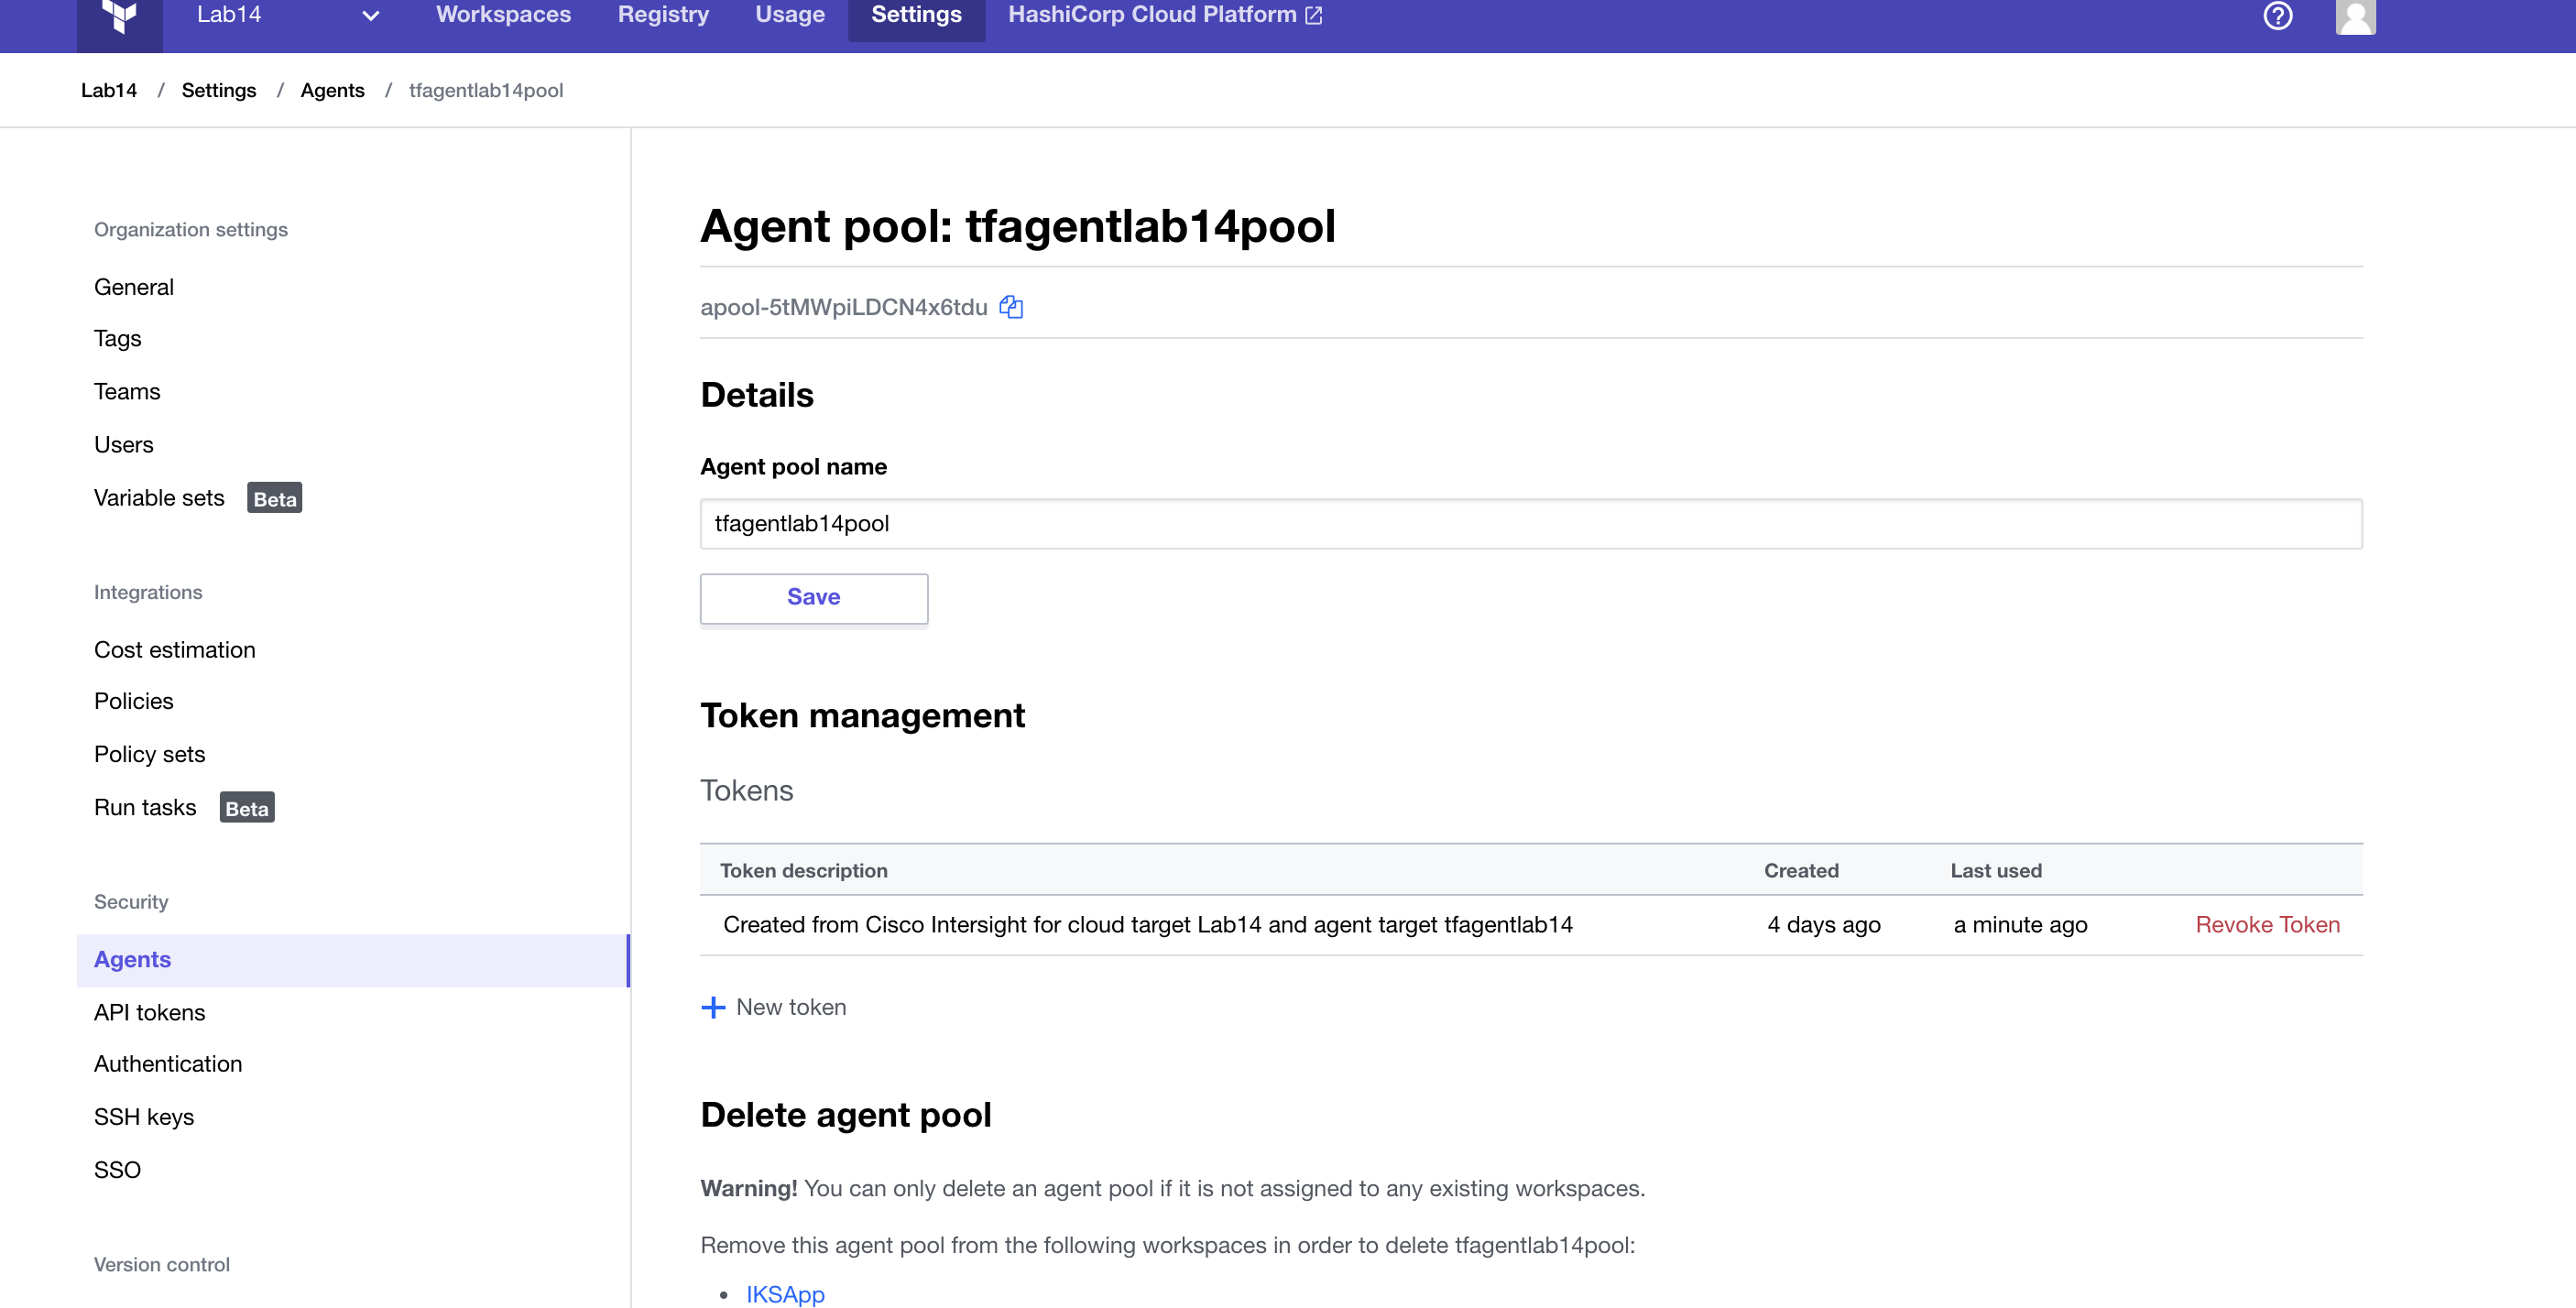 Lab14 Workspaces Registry Usage Settings HashiCorp Cloud Platform
Lab14 / Settings / Agents / tfagentlab14pool
Organization settings
General
Tags
Teams
Users
Variable sets Beta
Integrations
Cost estimation
Policies
Policy sets
Run tasks Beta
Security
Agents
API tokens
Authentication
SSH keys
SSO
Version control
Agent pool: tfagentlab14pool
apool-5tMWpiLDCN4x6tdu
Details
Agent pool name
tfagentlab14pool
Save
Token management
Tokens
Token description Created Last used
Created from Cisco Intersight for cloud target Lab14 and agent target tfagentlab14 4 days ago a minute ago Revoke Token
+ New token
Delete agent pool
Warning! You can only delete an agent pool if it is not assigned to any existing workspaces.
Remove this agent pool from the following workspaces in order to delete tfagentlab14pool:
• IKSApp